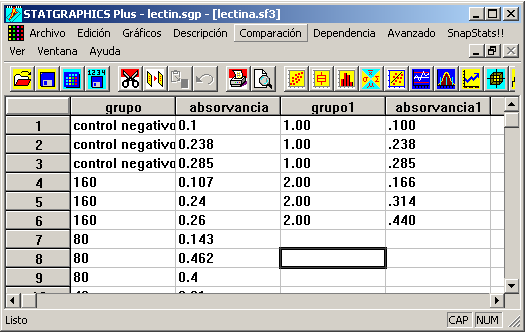 STATGRAPHICS Plus - lectin.sgp - [lectina.sf3]
Archivo Edición Gráficos Descripción Comparación Dependencia Avanzado SnapStats!!
Ver Ventana Ayuda
1234
grupo absorvancia grupo1 absorvancia1
1 control negativo 0.1 1.00 .100
2 control negativo 0.238 1.00 .238
3 control negativo 0.285 1.00 .285
4 160 0.107 2.00 .166
5 160 0.24 2.00 .314
6 160 0.26 2.00 .440
7 80 0.143
8 80 0.462
9 80 0.4
Listo CAP NUM